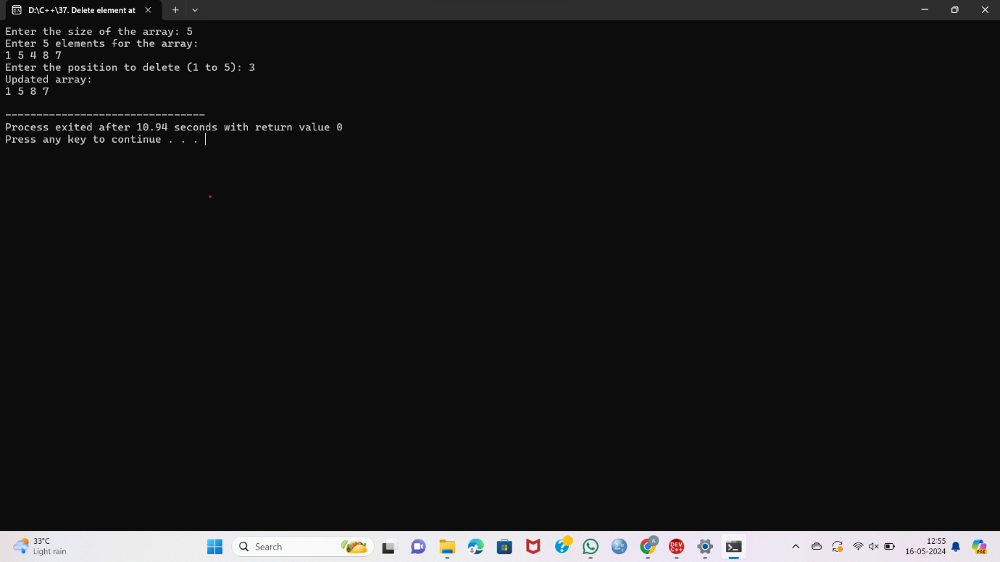 D:\C++\37. Delete element at
Enter the size of the array: 5
Enter 5 elements for the array:
1 5 4 8 7
Enter the position to delete (1 to 5): 3
Updated array:
1 5 8 7
--------------------------------
Process exited after 10.94 seconds with return value 0
Press any key to continue . . .
33°C
Light rain
Search
A
DEV
C++
12:55
16-05-2024
PRE